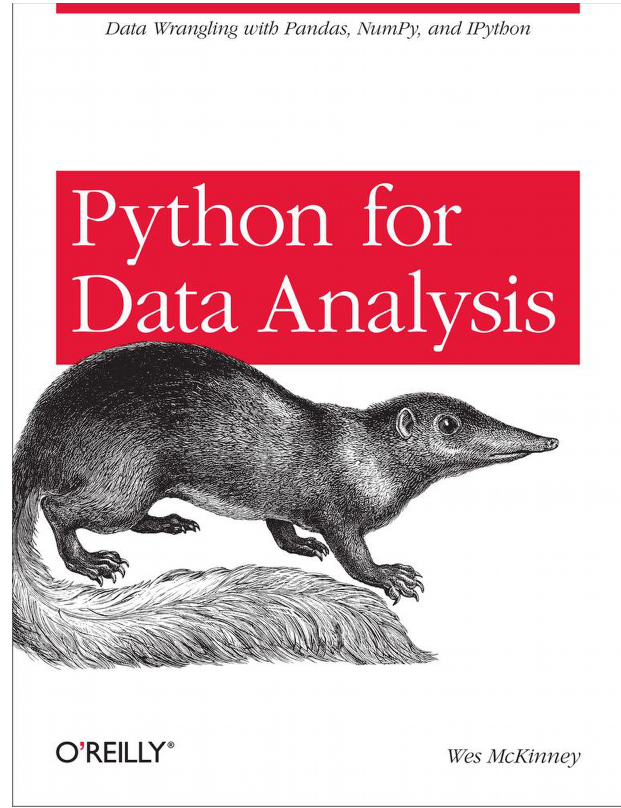 Data Wrangling with Pandas, NumPy, and IPython
Python for
Data Analysis
O'REILLY®
Wes McKinney